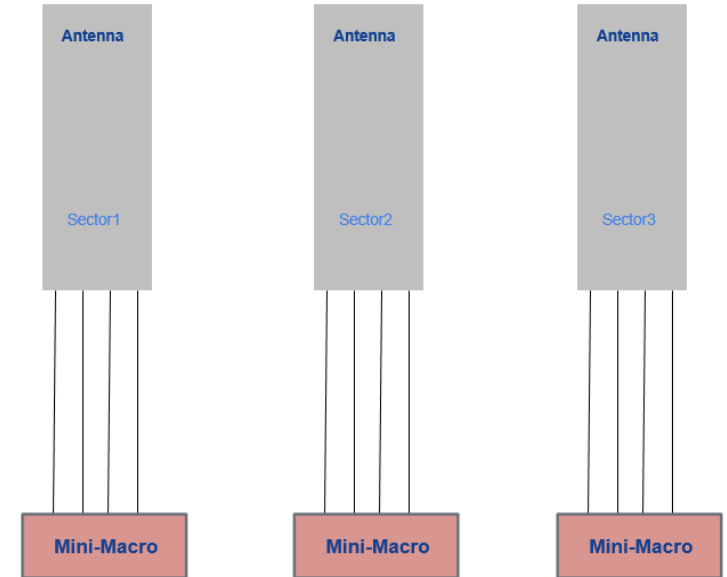 Antenna
Antenna
Antenna
Sector1
Sector2
Sector3
Mini-Macro
Mini-Macro
Mini-Macro